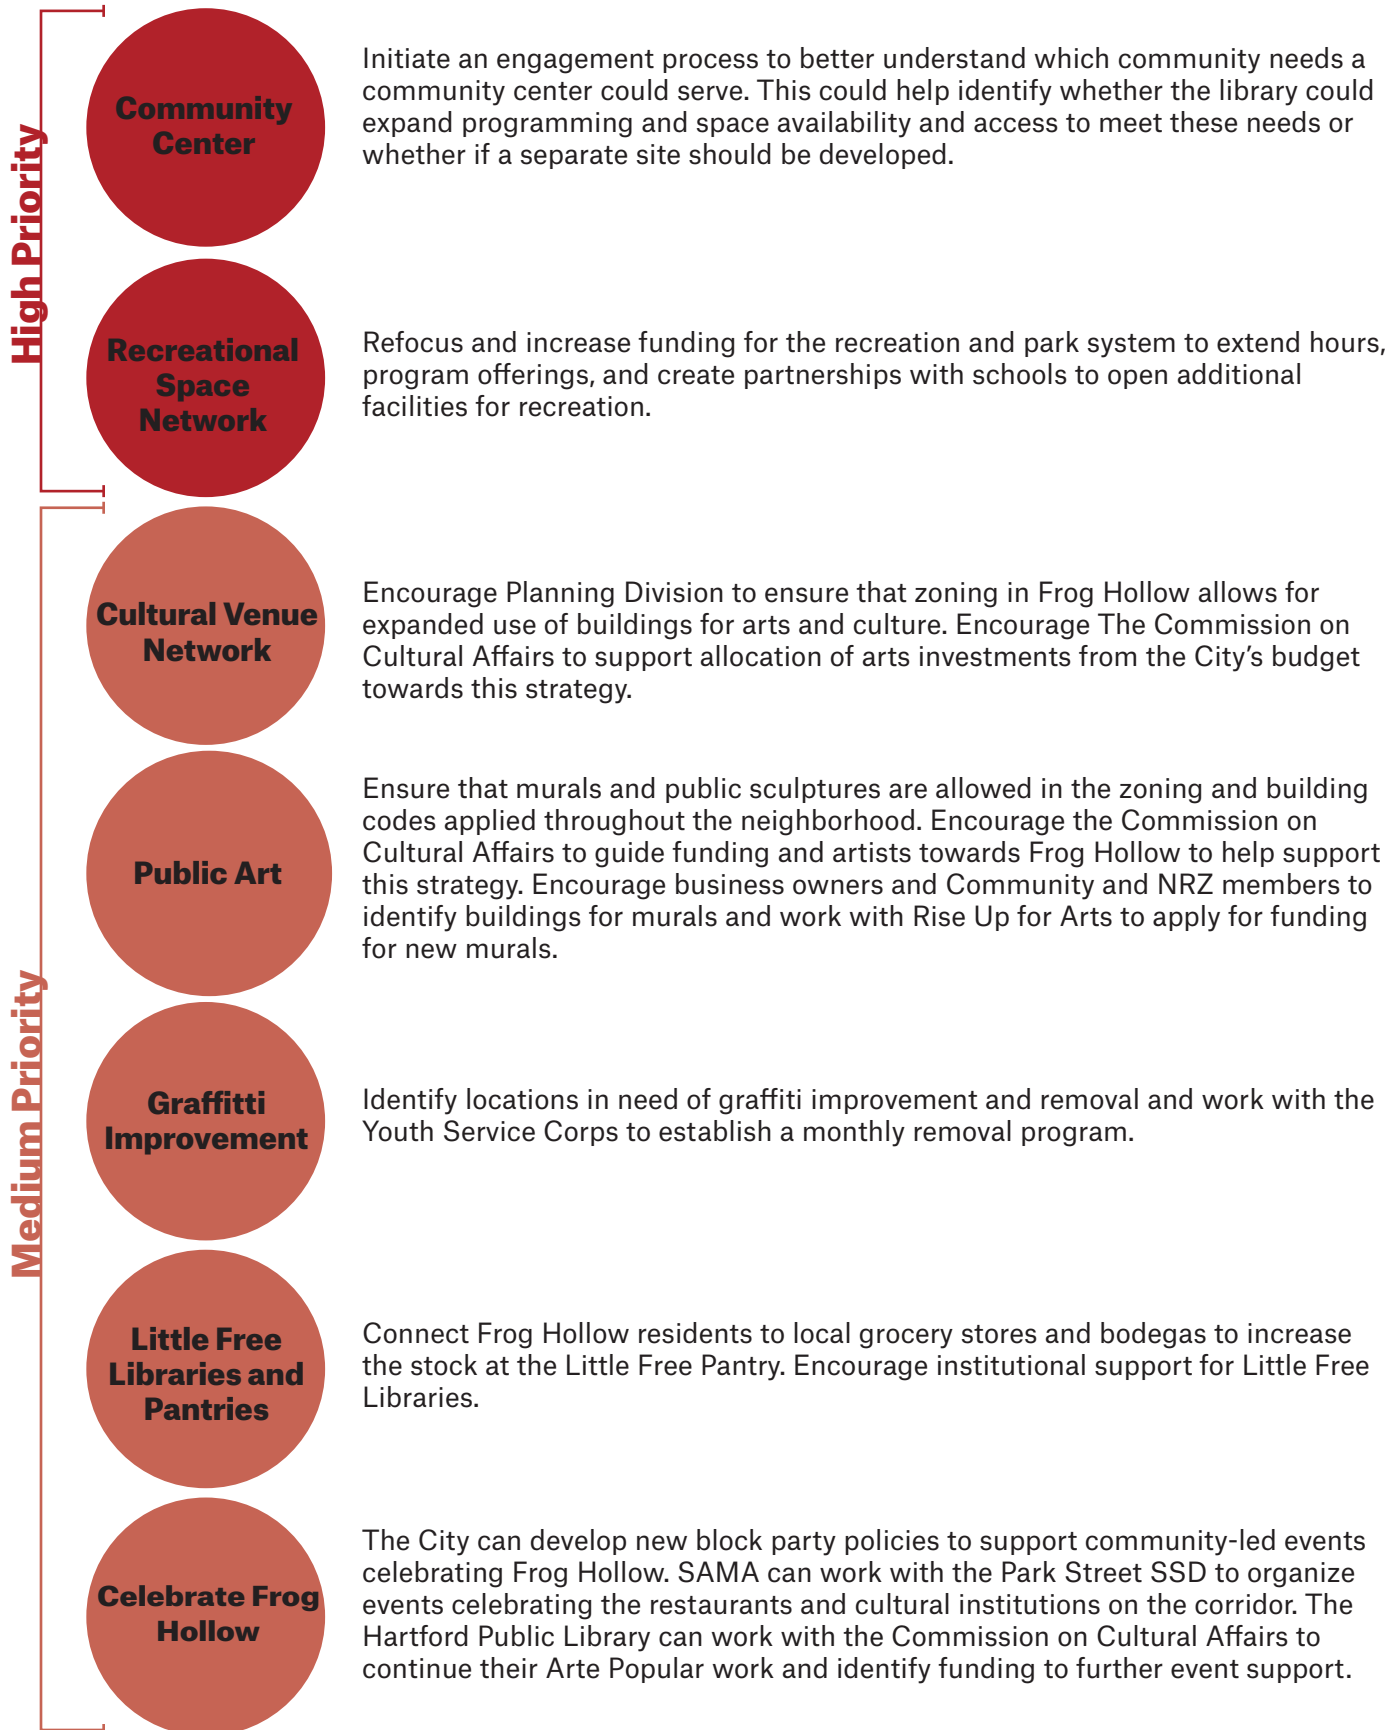 High Priority
Community
Center
Initiate an engagement process to better understand which community needs a
community center could serve. This could help identify whether the library could
expand programming and space availability and access to meet these needs or
whether if a separate site should be developed.
Recreational
Space
Network
Refocus and increase funding for the recreation and park system to extend hours,
program offerings, and create partnerships with schools to open additional
facilities for recreation.
Medium Priority
Cultural Venue
Network
Encourage Planning Division to ensure that zoning in Frog Hollow allows for
expanded use of buildings for arts and culture. Encourage The Commission on
Cultural Affairs to support allocation of arts investments from the City’s budget
towards this strategy.
Public Art
Ensure that murals and public sculptures are allowed in the zoning and building
codes applied throughout the neighborhood. Encourage the Commission on
Cultural Affairs to guide funding and artists towards Frog Hollow to help support
this strategy. Encourage business owners and Community and NRZ members to
identify buildings for murals and work with Rise Up for Arts to apply for funding
for new murals.
Graffitti
Improvement
Identify locations in need of graffiti improvement and removal and work with the
Youth Service Corps to establish a monthly removal program.
Little Free
Libraries and
Pantries
Connect Frog Hollow residents to local grocery stores and bodegas to increase
the stock at the Little Free Pantry. Encourage institutional support for Little Free
Libraries.
Celebrate Frog
Hollow
The City can develop new block party policies to support community-led events
celebrating Frog Hollow. SAMA can work with the Park Street SSD to organize
events celebrating the restaurants and cultural institutions on the corridor. The
Hartford Public Library can work with the Commission on Cultural Affairs to
continue their Arte Popular work and identify funding to further event support.